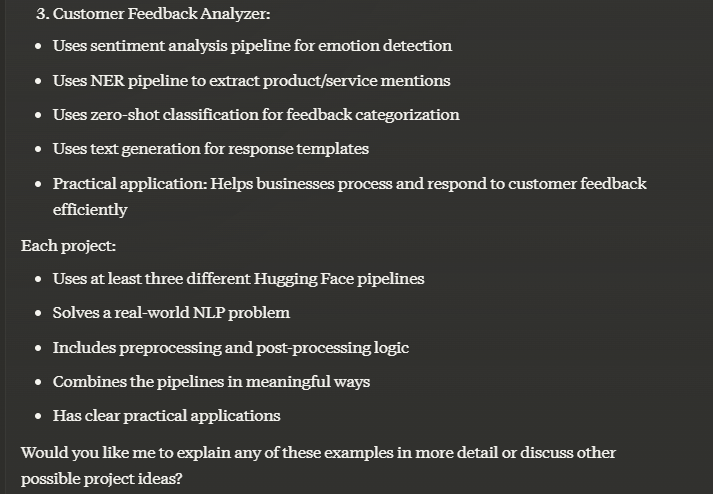 3. Customer Feedback Analyzer:
• Uses sentiment analysis pipeline for emotion detection
• Uses NER pipeline to extract product/service mentions
• Uses zero-shot classification for feedback categorization
• Uses text generation for response templates
• Practical application: Helps businesses process and respond to customer feedback
efficiently
Each project:
• Uses at least three different Hugging Face pipelines
• Solves a real-world NLP problem
• Includes preprocessing and post-processing logic
• Combines the pipelines in meaningful ways
• Has clear practical applications
Would you like me to explain any of these examples in more detail or discuss other
possible project ideas?